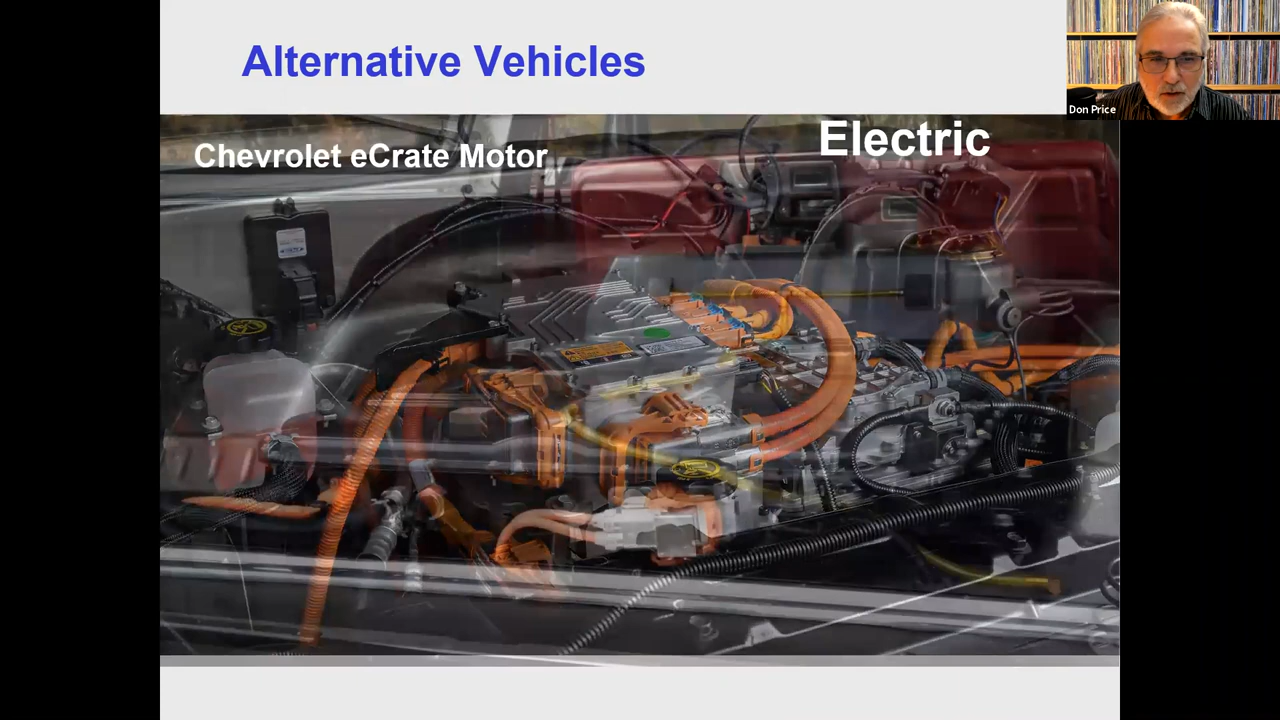 Alternative Vehicles
Don Price
Electric
Chevrolet eCrate Motor